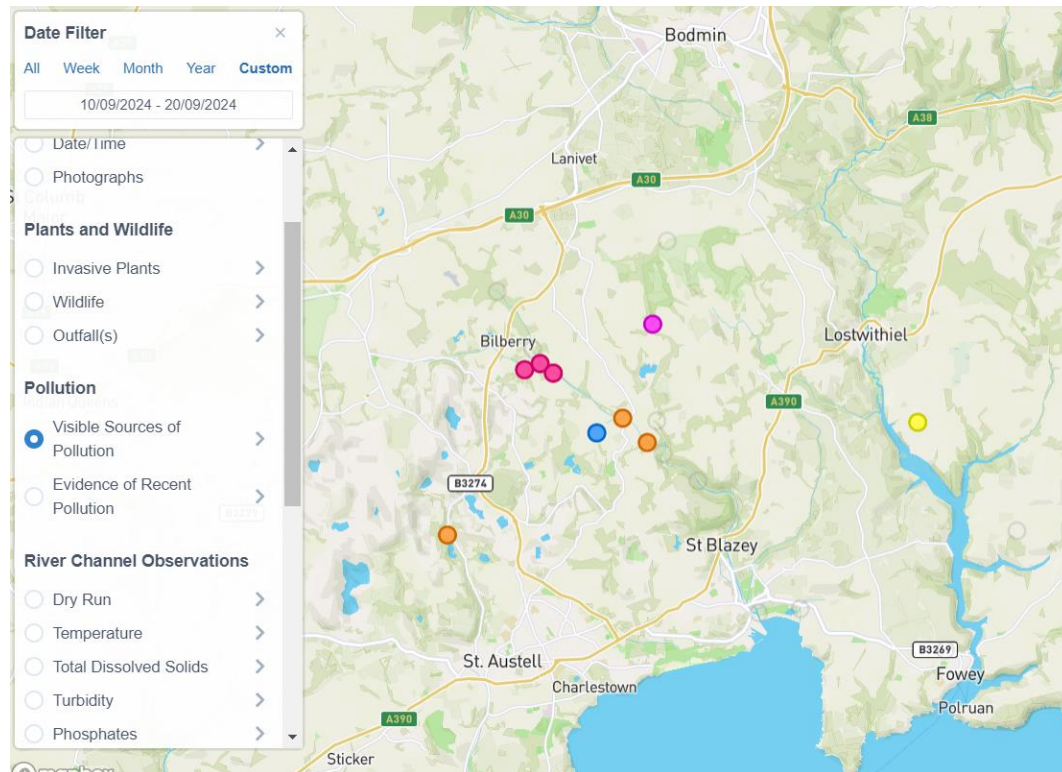 Date Filter ×
All Week Month Year Custom
10/09/2024 - 20/09/2024
Date/Time
Photographs
Plants and Wildlife
Invasive Plants
Wildlife
Outfall(s)
Pollution
Visible Sources of
Pollution
Evidence of Recent
Pollution
River Channel Observations
Dry Run
Temperature
Total Dissolved Solids
Turbidity
Phosphates
Bodmin
A38
Lanivet
A30
A30
Bilberry
Lostwithiel
A390
B3274
St Blazey
St. Austell
B3269
Fowey
Charlestown
Polruan
A390
Sticker
mapbox